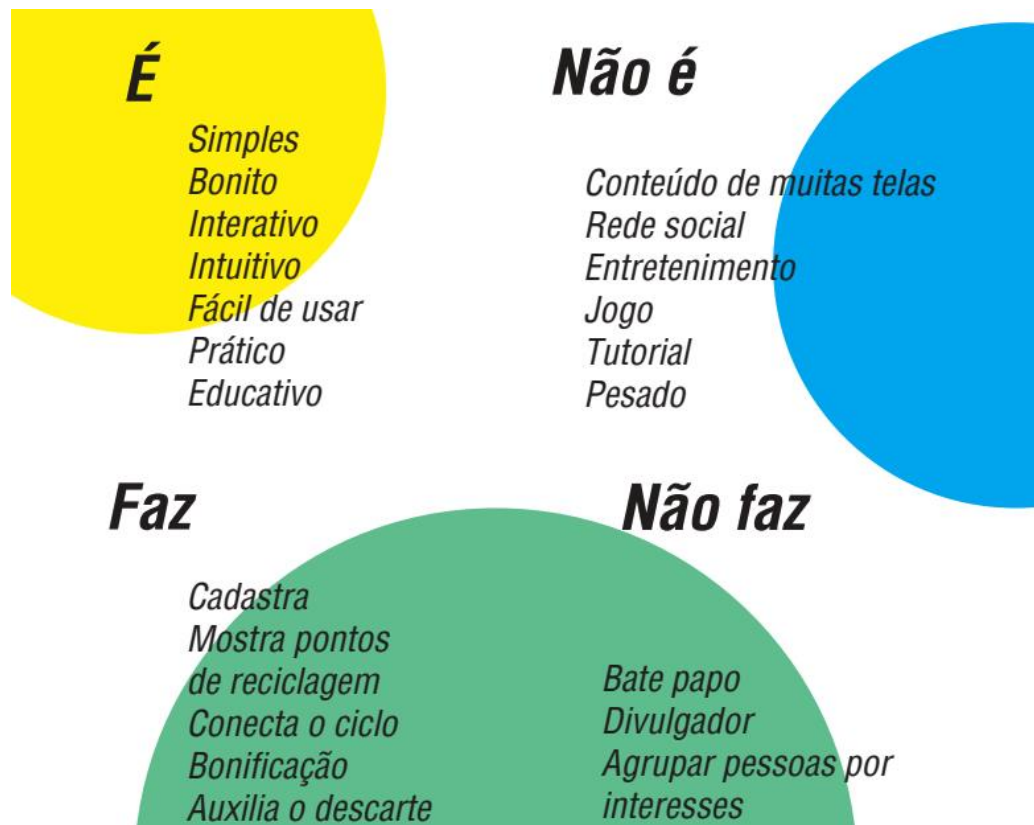 É
Simples
Bonito
Interativo
Intuitivo
Fácil de usar
Prático
Educativo
Não é
Conteúdo de muitas telas
Rede social
Entretenimento
Jogo
Tutorial
Pesado
Faz
Cadastra
Mostra pontos
de reciclagem
Conecta o ciclo
Bonificação
Auxilia o descarte
Não faz
Bate papo
Divulgador
Agrupar pessoas por
interesses